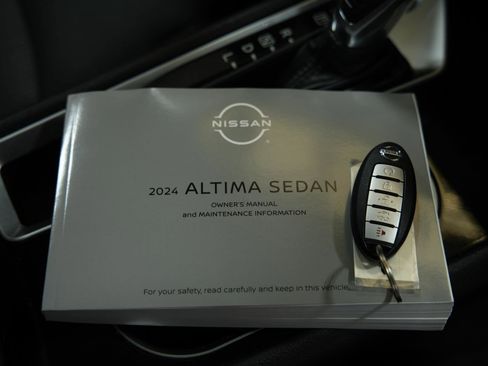 NISSAN
2024 ALTIMA SEDAN
OWNER'S MANUAL
and MAINTENANCE INFORMATION
For your safety, read carefully and keep in this vehicle.